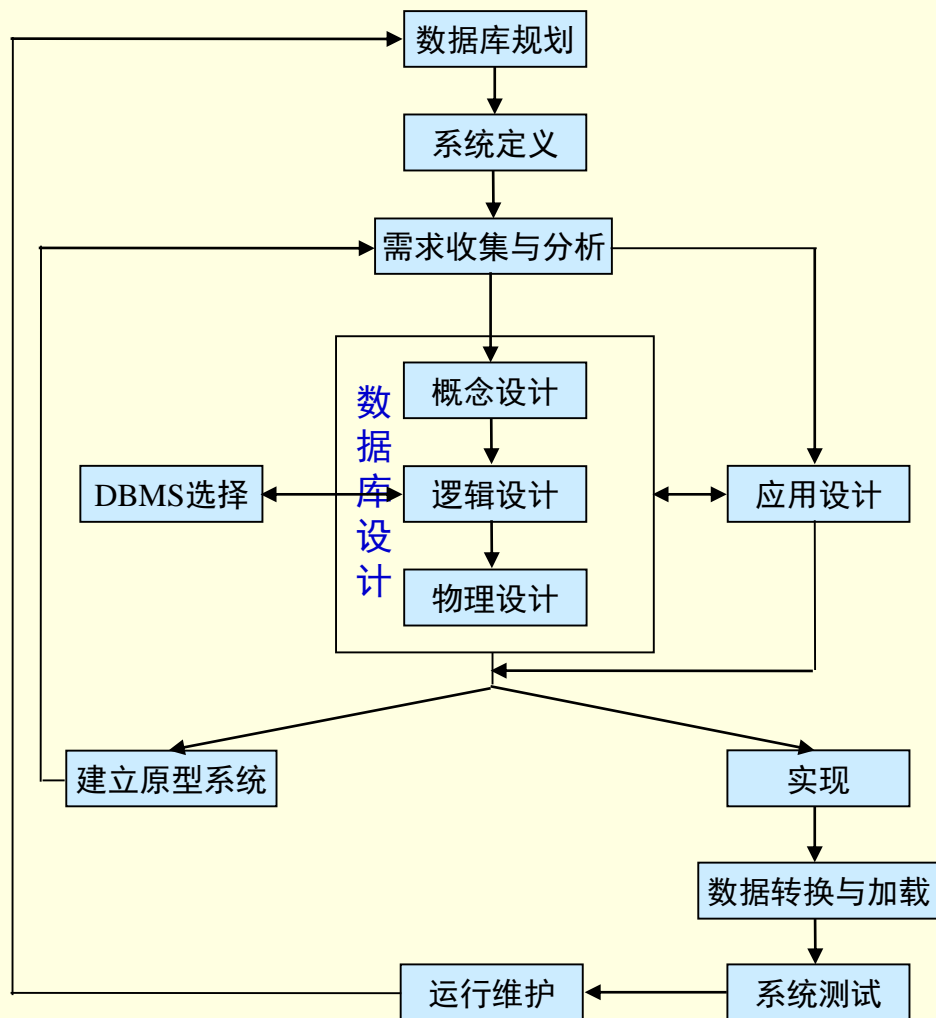 数据库规划
系统定义
需求收集与分析
数据库设计
概念设计
DBMS选择
逻辑设计
应用设计
物理设计
建立原型系统
实现
数据转换与加载
运行维护
系统测试